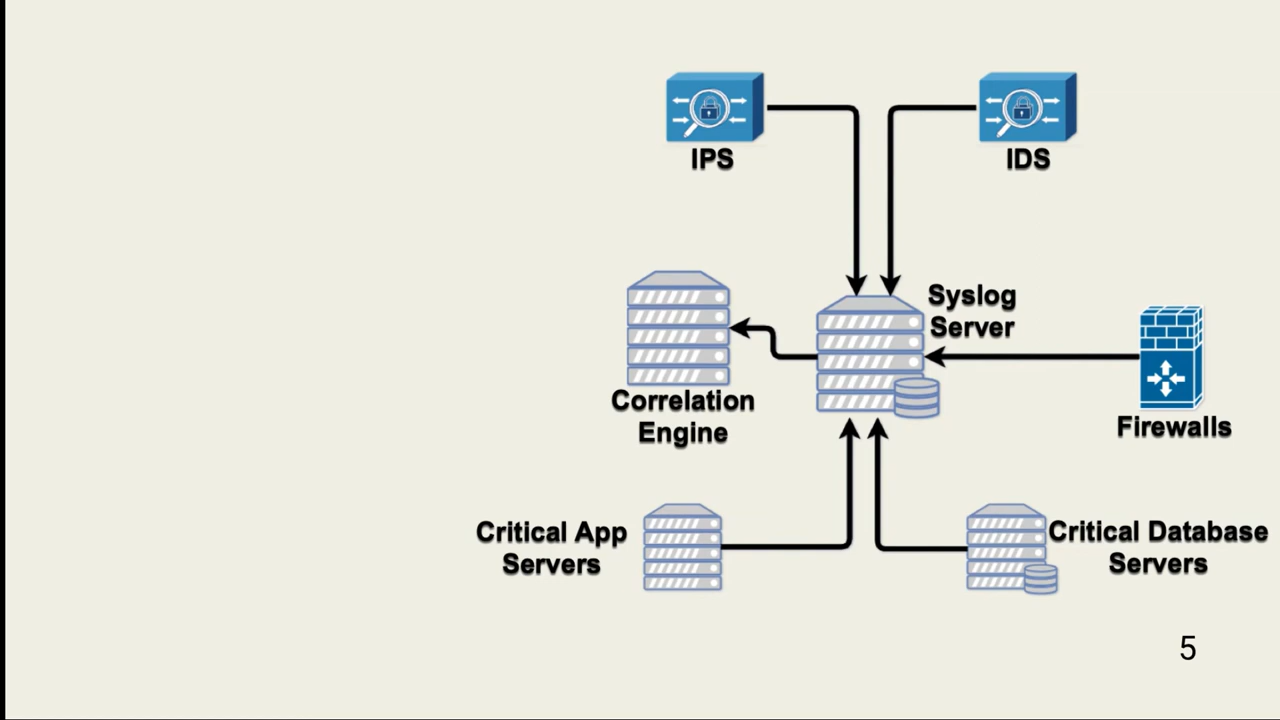 IPS
IDS
Syslog
Server
Correlation
Engine
Firewalls
Critical App
Servers
Critical Database
Servers
5